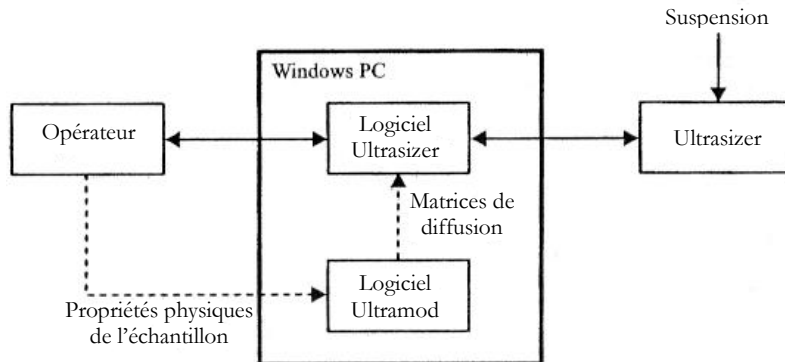 Suspension
Windows PC
Opérateur
Logiciel
Ultrasizer
Ultrasizer
Matrices de
diffusion
Logiciel
Ultramod
Propriétés physiques
de l'échantillon